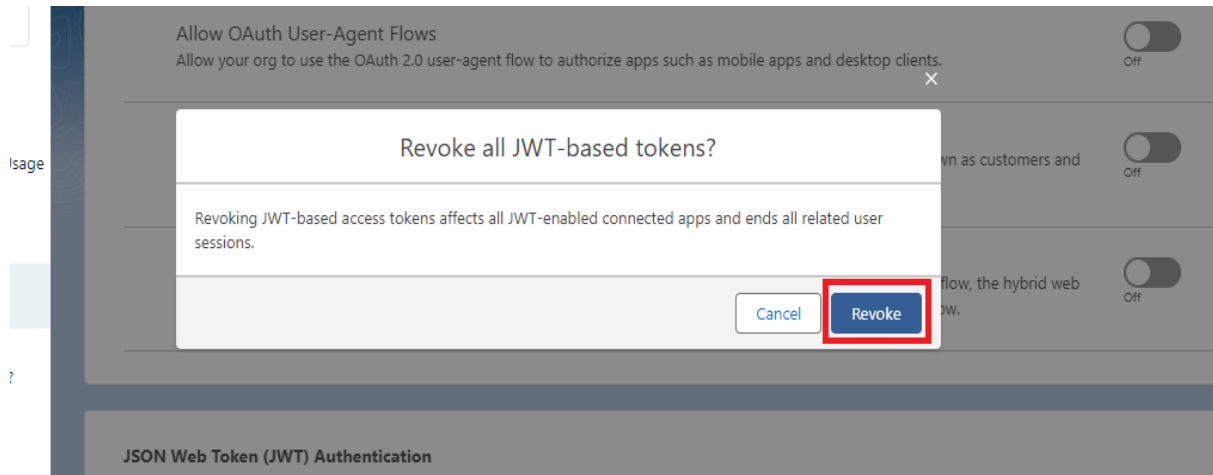 Allow OAuth User-Agent Flows
Allow your org to use the OAuth 2.0 user-agent flow to authorize apps such as mobile apps and desktop clients.
Off
×
Revoke all JWT-based tokens?
Usage
wn as customers and
Off
Revoking JWT-based access tokens affects all JWT-enabled connected apps and ends all related user
sessions.
flow, the hybrid web
Off
ow.
Cancel
Revoke
?
JSON Web Token (JWT) Authentication